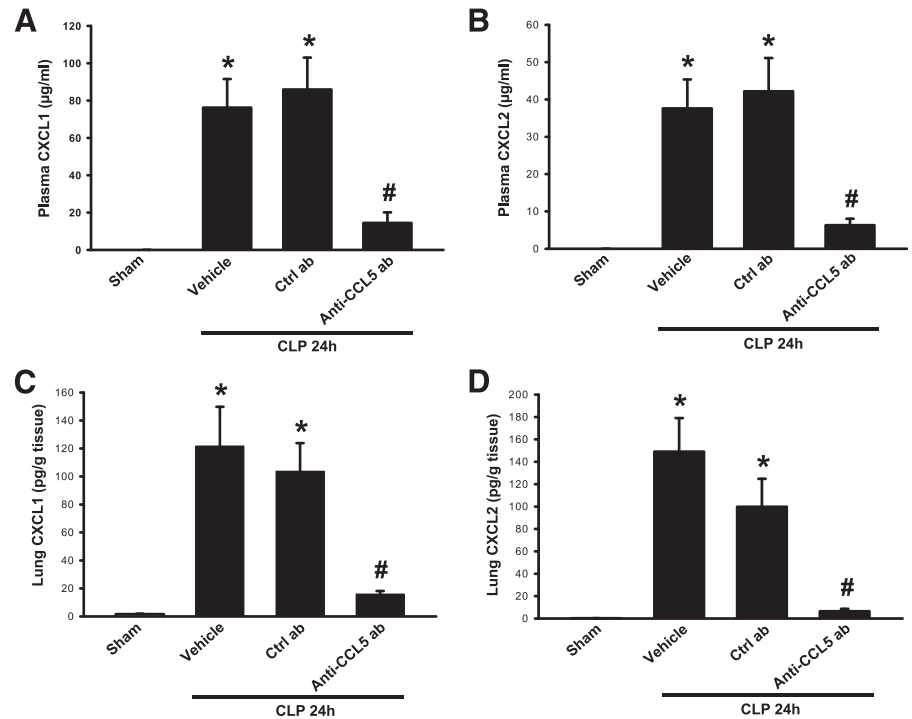 A
Plasma CXCL1 (µg/ml)
120
100
80
60
40
20
0
*
*
#
Sham
Vehicle
Ctrl ab
Anti-CCL5 ab
CLP 24h
B
Plasma CXCL2 (µg/ml)
60
50
40
30
20
10
0
*
*
#
Sham
Vehicle
Ctrl ab
Anti-CCL5 ab
CLP 24h
C
Lung CXCL1 (pg/g tissue)
160
140
120
100
80
60
40
20
0
*
*
#
Sham
Vehicle
Ctrl ab
Anti-CCL5 ab
CLP 24h
D
Lung CXCL2 (pg/g tissue)
200
180
160
140
120
100
80
60
40
20
0
*
*
#
Sham
Vehicle
Ctrl ab
Anti-CCL5 ab
CLP 24h